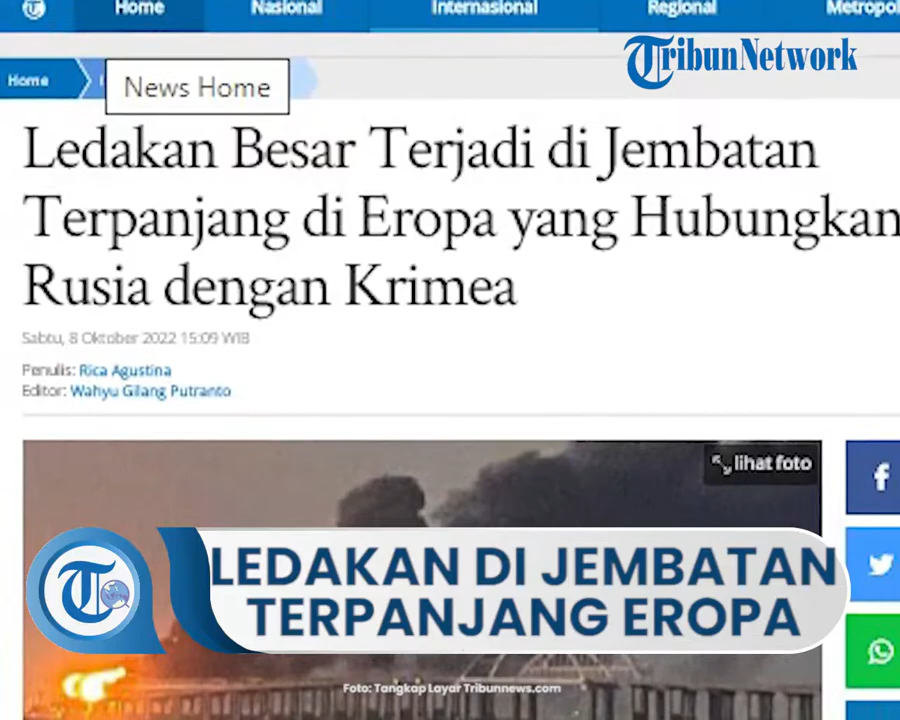 Home Nasional Internasional Regional Metropol
TribunNetwork
Home
News Home
Ledakan Besar Terjadi di Jembatan
Terpanjang di Eropa yang Hubungkan
Rusia dengan Krimea
Sabtu, 8 Oktober 2022 15:09 WIB
Penulis: Rica Agustina
Editor: Wahyu Gilang Putranto
lihat foto
LEDAKAN DI JEMBATAN
TERPANJANG EROPA
Foto: Tangkap Layar Tribunnews.com